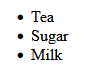 • Tea
• Sugar
• Milk